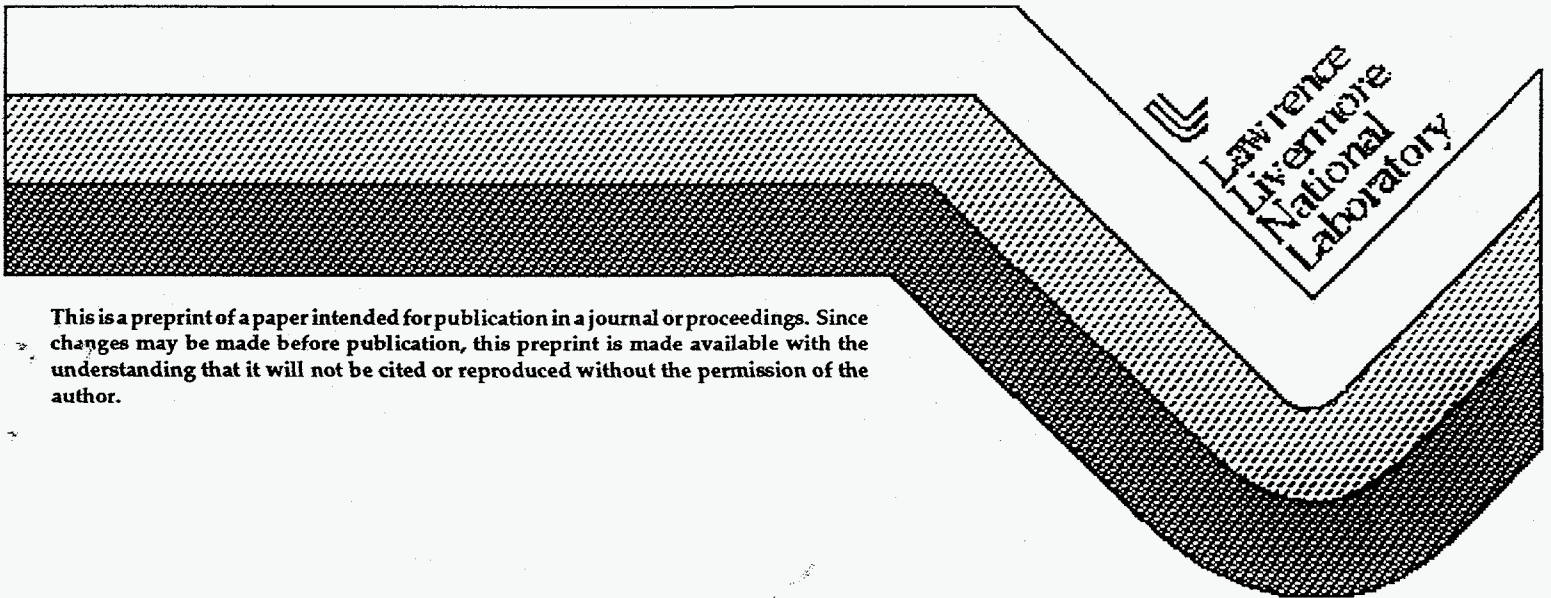 Lawrence
Livermore
National
Laboratory
This is a preprint of a paper intended for publication in a journal or proceedings. Since
changes may be made before publication, this preprint is made available with the
understanding that it will not be cited or reproduced without the permission of the
author.